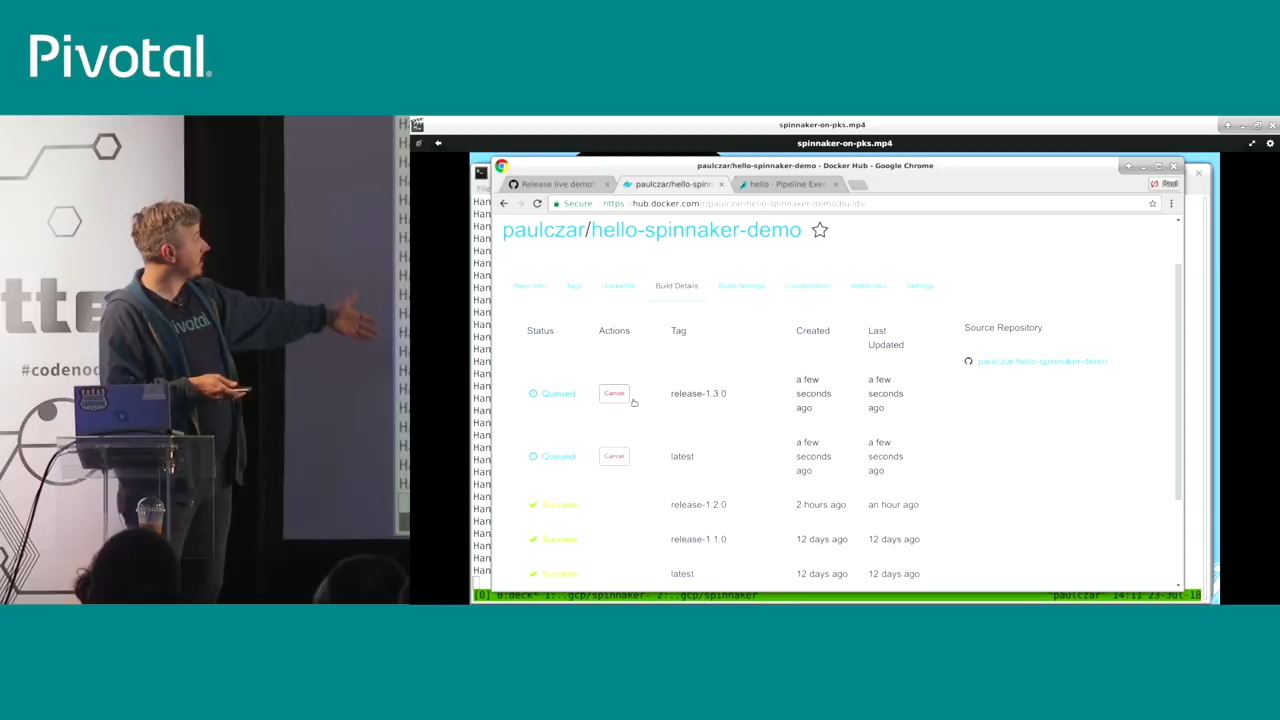 Pivotal
spinnaker-on-pks.mp4
spinnaker-on-pks.mp4
paulczar/hello-spinnaker-demo - Docker Hub - Google Chrome
Release live demo!
paulczar/hello-spinn
hello - Pipeline Exec
Paul
Secure https://hub.docker.com/r/paulczar/hello-spinnaker-demo/builds/
paulczar/hello-spinnaker-demo
Repo Info Tags Dockerfile Build Details Build Settings Collaborators Webhooks Settings
Status Actions Tag Created Last Updated Source Repository
paulczar/hello-spinnaker-demo
Queued Cancel release-1.3.0 a few seconds ago a few seconds ago
Queued Cancel latest a few seconds ago a few seconds ago
Success release-1.2.0 2 hours ago an hour ago
Success release-1.1.0 12 days ago 12 days ago
Success latest 12 days ago 12 days ago
[0] 0:deck* 1:..gcp/spinnaker- 2:..gcp/spinnaker paulczar 14:11 23-Jul-18
Pivotal
#codenod